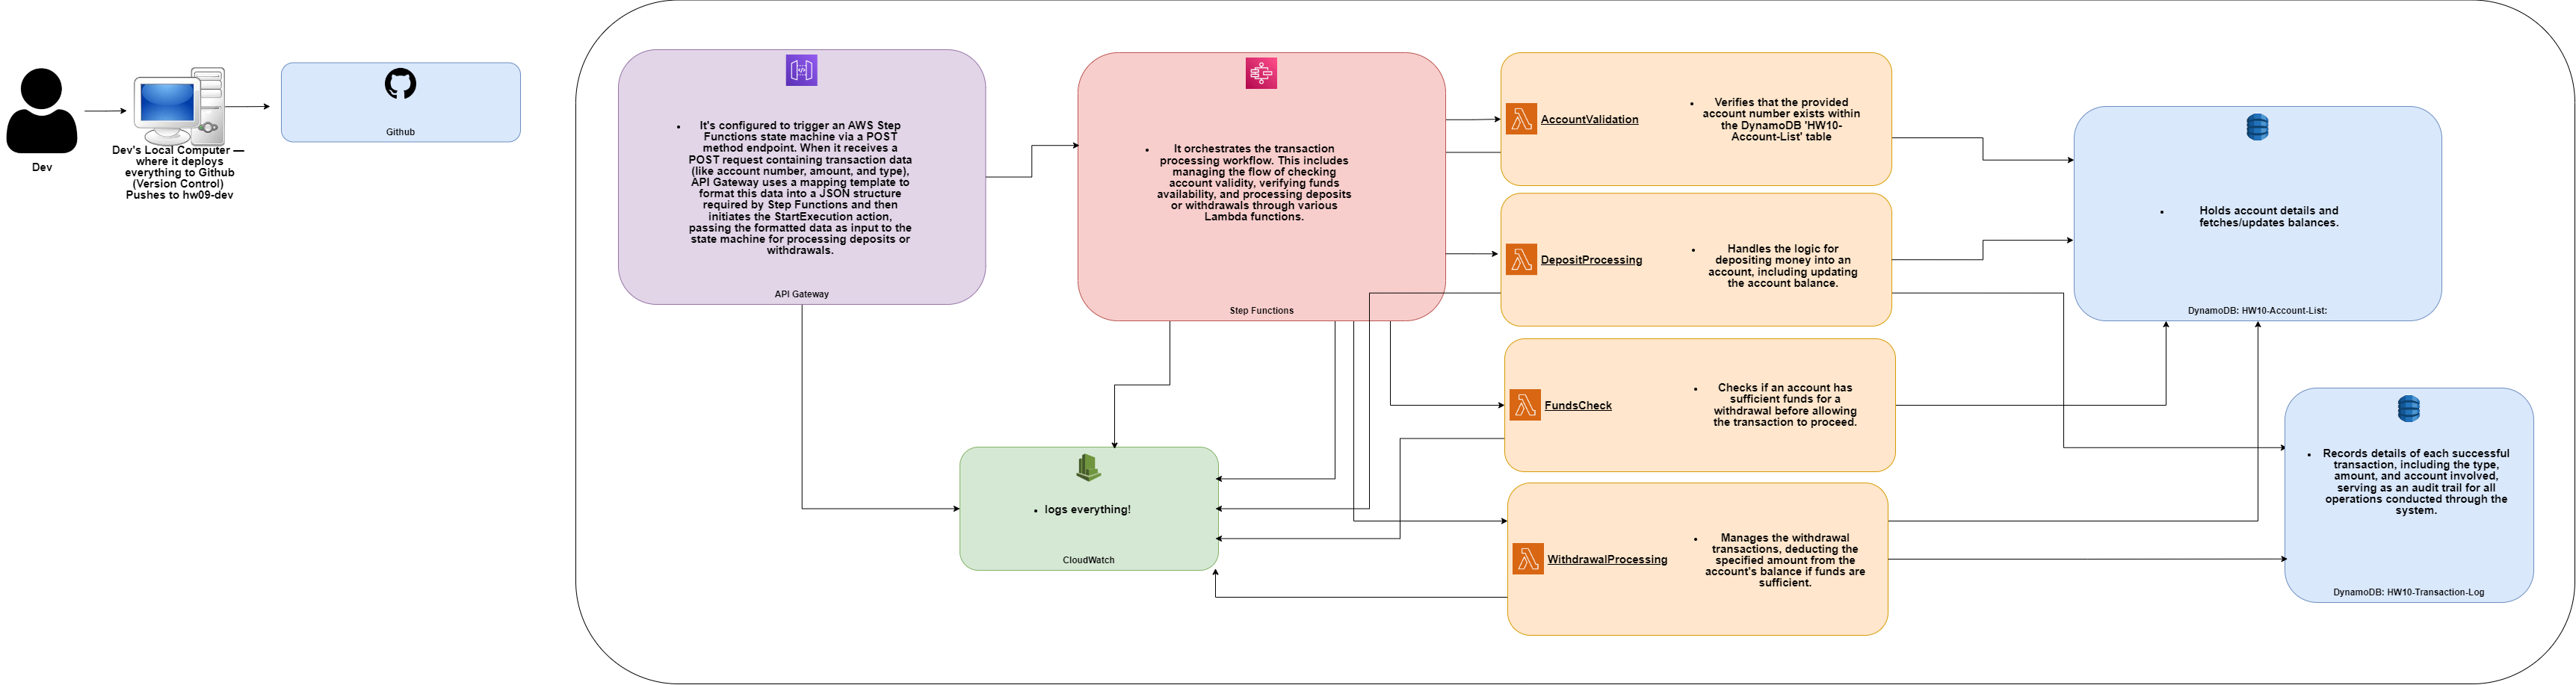 Dev
Dev's Local Computer —
where it deploys
everything to Github
(Version Control)
Pushes to hw09-dev
Github
• It's configured to trigger an AWS Step
Functions state machine via a POST
method endpoint. When it receives a
POST request containing transaction data
(like account number, amount, and type),
API Gateway uses a mapping template to
format this data into a JSON structure
required by Step Functions and then
initiates the StartExecution action,
passing the formatted data as input to the
state machine for processing deposits or
withdrawals.
API Gateway
• It orchestrates the transaction
processing workflow. This includes
managing the flow of checking
account validity, verifying funds
availability, and processing deposits
or withdrawals through various
Lambda functions.
Step Functions
• logs everything!
CloudWatch
AccountValidation
• Verifies that the provided
account number exists within
the DynamoDB 'HW10-
Account-List' table
DepositProcessing
• Handles the logic for
depositing money into an
account, including updating
the account balance.
FundsCheck
• Checks if an account has
sufficient funds for a
withdrawal before allowing
the transaction to proceed.
WithdrawalProcessing
• Manages the withdrawal
transactions, deducting the
specified amount from the
account's balance if funds are
sufficient.
• Holds account details and
fetches/updates balances.
DynamoDB: HW10-Account-List:
• Records details of each successful
transaction, including the type,
amount, and account involved,
serving as an audit trail for all
operations conducted through the
system.
DynamoDB: HW10-Transaction-Log